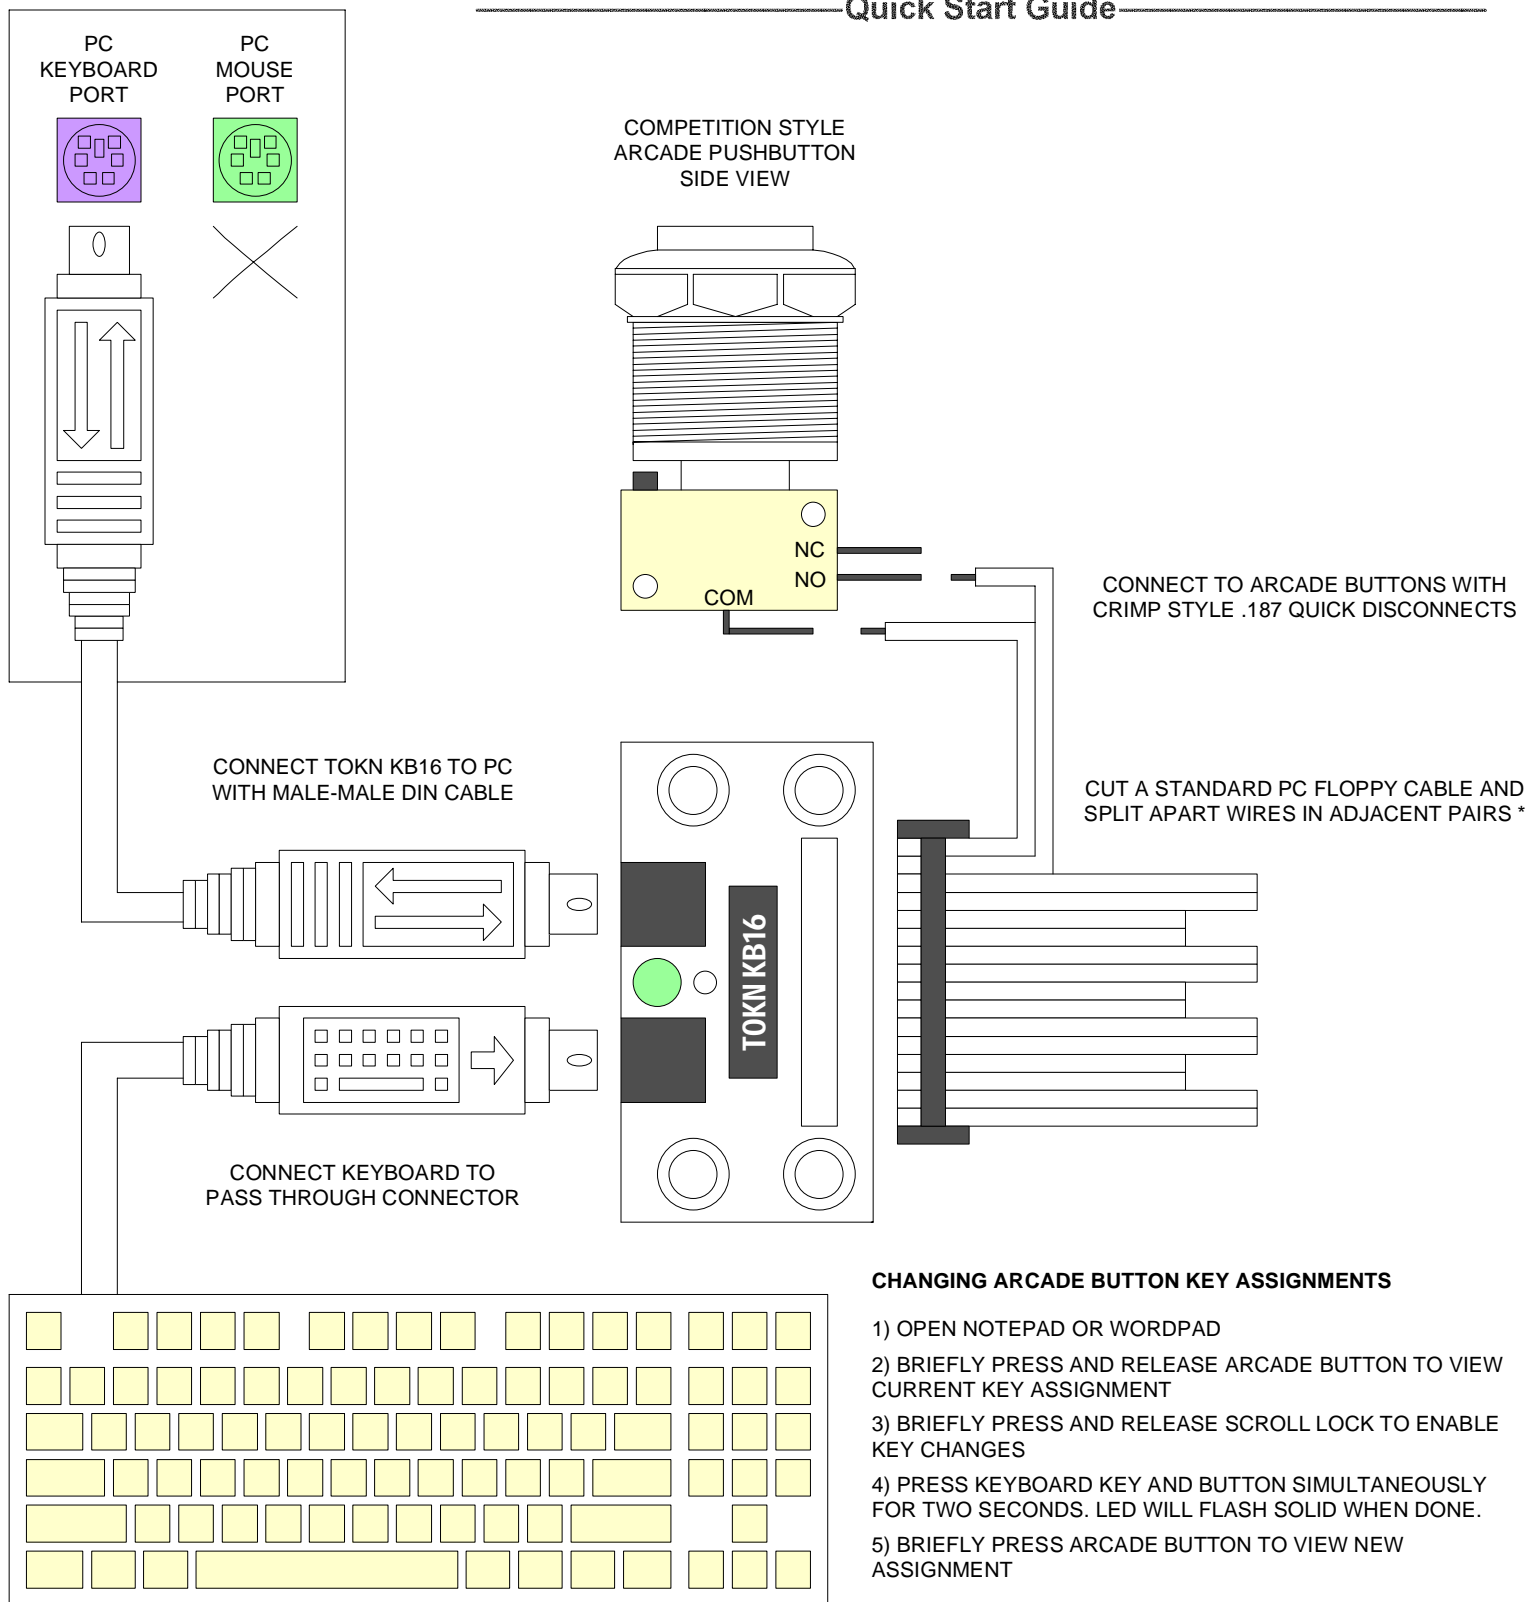 Quick Start Guide
PC
KEYBOARD
PORT
PC
MOUSE
PORT
COMPETITION STYLE
ARCADE PUSHBUTTON
SIDE VIEW
NC
NO
COM
CONNECT TO ARCADE BUTTONS WITH
CRIMP STYLE .187 QUICK DISCONNECTS
CONNECT TOKN KB16 TO PC
WITH MALE-MALE DIN CABLE
CUT A STANDARD PC FLOPPY CABLE AND
SPLIT APART WIRES IN ADJACENT PAIRS *
TOKN KB16
CONNECT KEYBOARD TO
PASS THROUGH CONNECTOR
CHANGING ARCADE BUTTON KEY ASSIGNMENTS
1) OPEN NOTEPAD OR WORDPAD
2) BRIEFLY PRESS AND RELEASE ARCADE BUTTON TO VIEW
CURRENT KEY ASSIGNMENT
3) BRIEFLY PRESS AND RELEASE SCROLL LOCK TO ENABLE
KEY CHANGES
4) PRESS KEYBOARD KEY AND BUTTON SIMULTANEOUSLY
FOR TWO SECONDS. LED WILL FLASH SOLID WHEN DONE.
5) BRIEFLY PRESS ARCADE BUTTON TO VIEW NEW
ASSIGNMENT